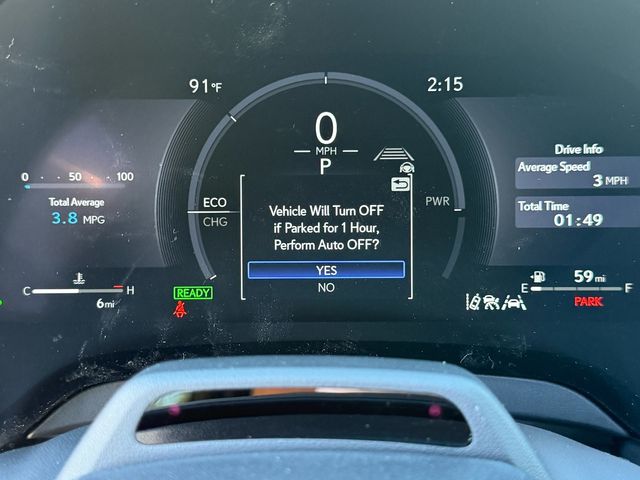 91°F
2:15
0
MPH
P
0 50 100
Total Average
3.8 MPG
ECO
CHG
PWR
Vehicle Will Turn OFF
if Parked for 1 Hour,
Perform Auto OFF?
YES
NO
Drive Info
Average Speed
3 MPH
Total Time
01:49
C H
6mi
READY
59 mi
E F
PARK